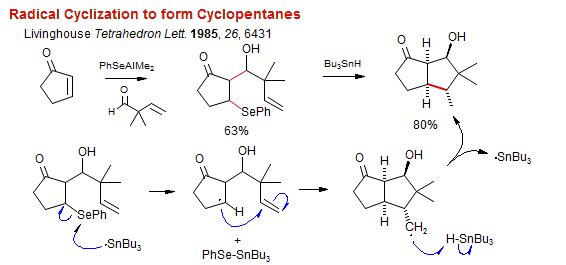 Radical Cyclization to form Cyclopentanes
Livinghouse Tetrahedron Lett. 1985, 26, 6431
O
PhSeAlMe₂
O
H
O
OH
SePh
63%
Bu₃SnH
O
H
OH
H
80%
·SnBu₃
O
OH
SePh
·SnBu₃
O
OH
H
+
PhSe-SnBu₃
O
H
OH
H
CH₂
H-SnBu₃